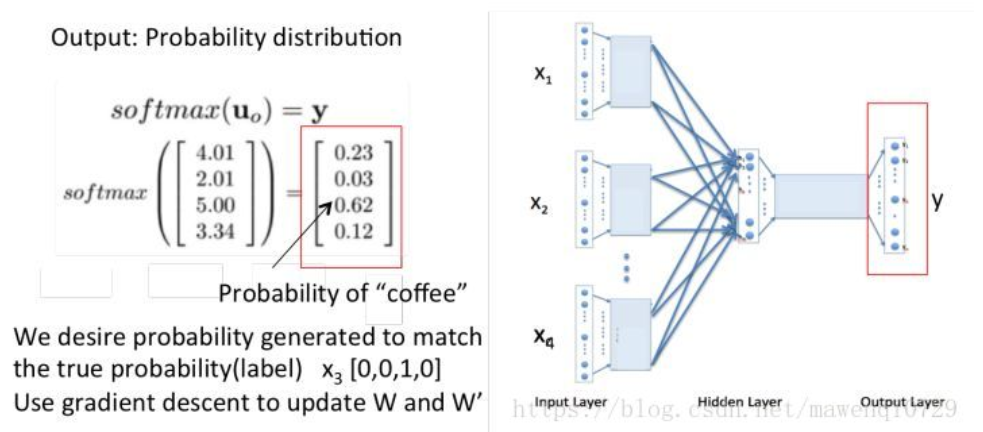 Output: Probability distribution
softmax(u_o) = y
softmax([4.01 2.01 5.00 3.34]) = [0.23 0.03 0.62 0.12]
Probability of “coffee”
We desire probability generated to match
the true probability(label) x₃ [0,0,1,0]
Use gradient descent to update W and W’
X₁
X₂
X₄
y
Input Layer Hidden Layer Output Layer
https://blog.csdn.net/mawenqi0729